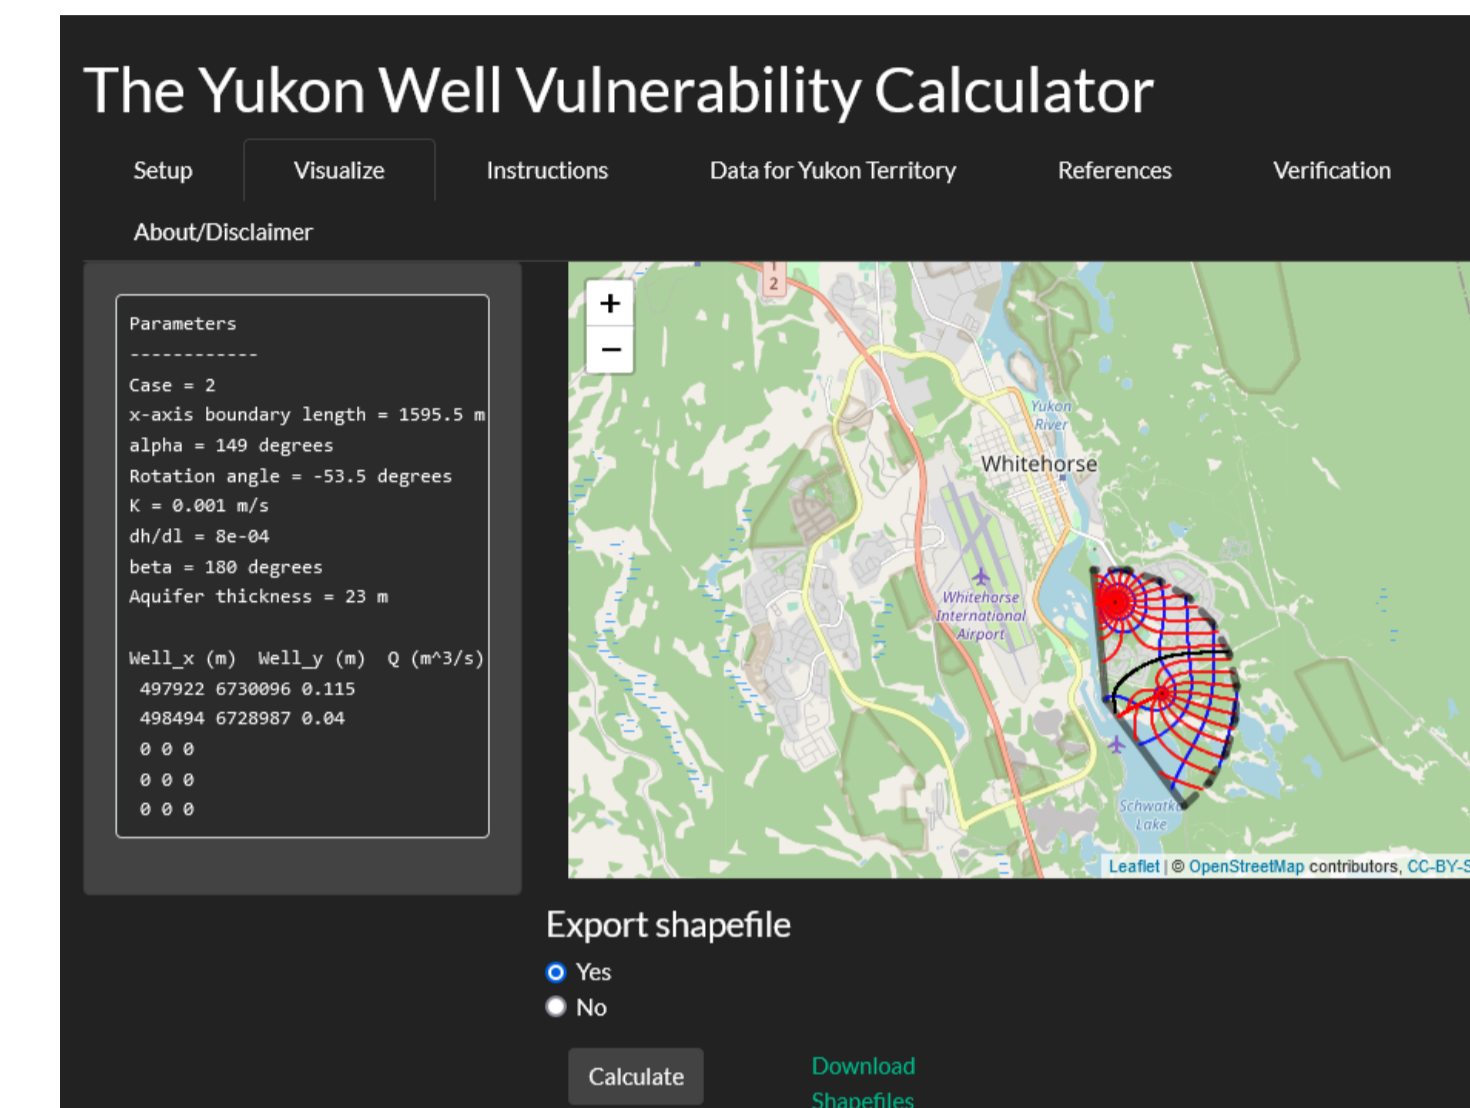 The Yukon Well Vulnerability Calculator
Setup
Visualize
Instructions
Data for Yukon Territory
References
Verification
About/Disclaimer
Parameters
------------
Case = 2
x-axis boundary length = 1595.5 m
alpha = 149 degrees
Rotation angle = -53.5 degrees
K = 0.001 m/s
dh/dl = 8e-04
beta = 180 degrees
Aquifer thickness = 23 m
Well_x (m) Well_y (m) Q (m^3/s)
497922 6730096 0.115
498494 6728987 0.04
0 0 0
0 0 0
0 0 0
+
−
1
2
Yukon
River
Whitehorse
Whitehorse
International
Airport
Schwatka
Lake
Leaflet | © OpenStreetMap contributors, CC-BY-S
Export shapefile
Yes
No
Calculate
Download
Shapefiles